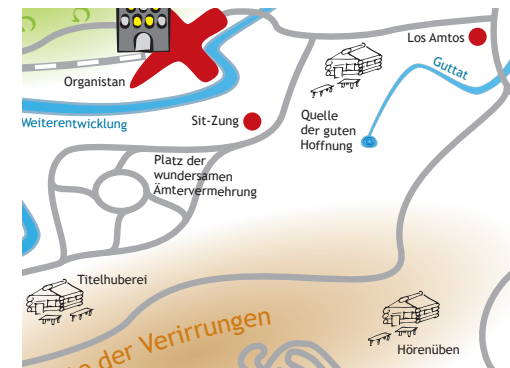 Los Amtos
Organistan
Guttat
Weiterentwicklung
Sit-Zung
Quelle
der guten
Hoffnung
Platz der
wundersamen
Ämtervermehrung
Titelhuberei
der Verirrungen
Hörenüben